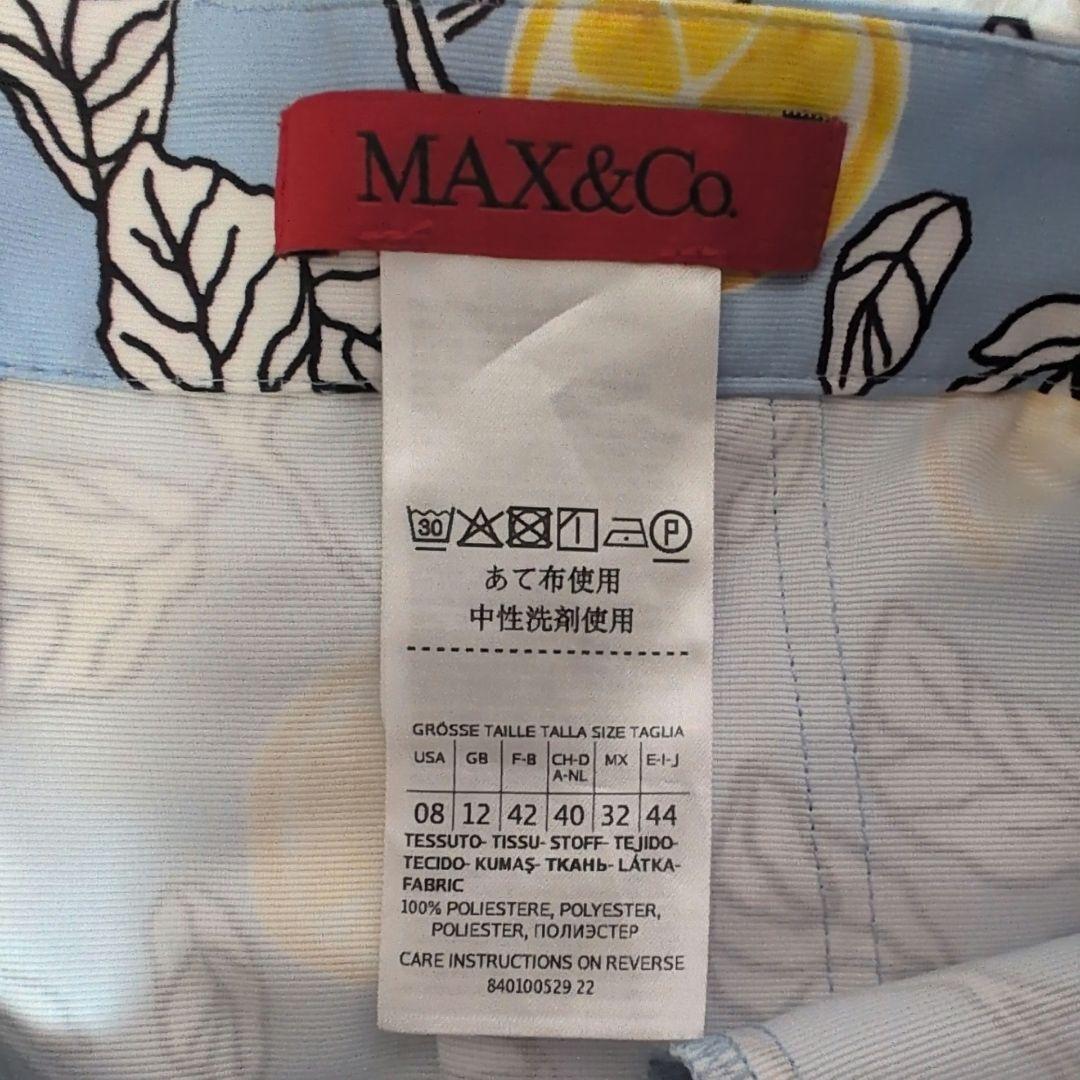 MAX&Co.
30 P
あて布使用
中性洗剤使用
GRÖSSE TAILLE TALLA SIZE TAGLIA
USA GB F-B CH-D A-NL MX E-I-J
08 12 42 40 32 44
TESSUTO- TISSU- STOFF- TEJIDO-
TECIDO- KUMAŞ- ТКАНЬ- LÁTKA-
FABRIC
100% POLIESTERE, POLYESTER,
POLIESTER, ПОЛИЭСТЕР
CARE INSTRUCTIONS ON REVERSE
840100529 22